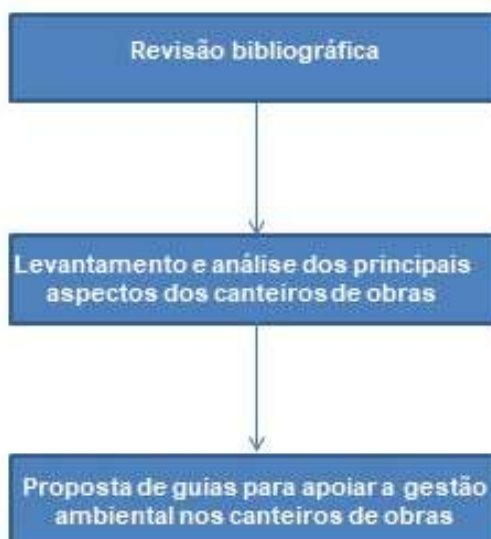 Revisão bibliográfica
Levantamento e análise dos principais
aspectos dos canteiros de obras
Proposta de guias para apoiar a gestão
ambiental nos canteiros de obras